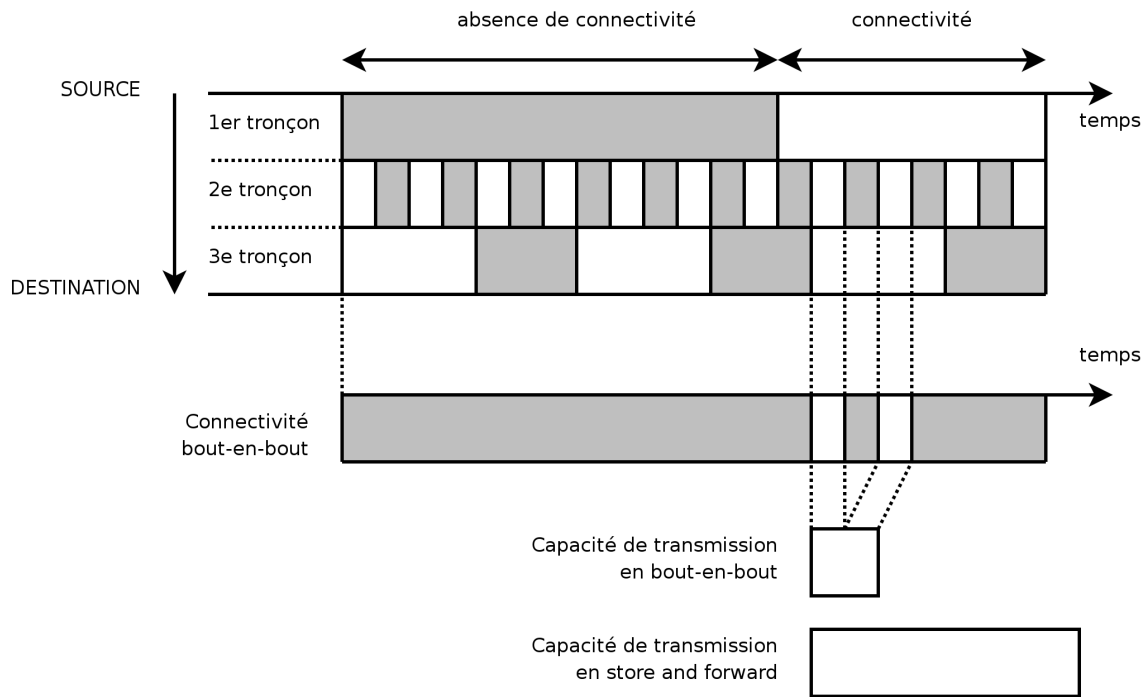 absence de connectivité
connectivité
SOURCE
temps
1er tronçon
2e tronçon
3e tronçon
DESTINATION
temps
Connectivité
bout-en-bout
Capacité de transmission
en bout-en-bout
Capacité de transmission
en store and forward